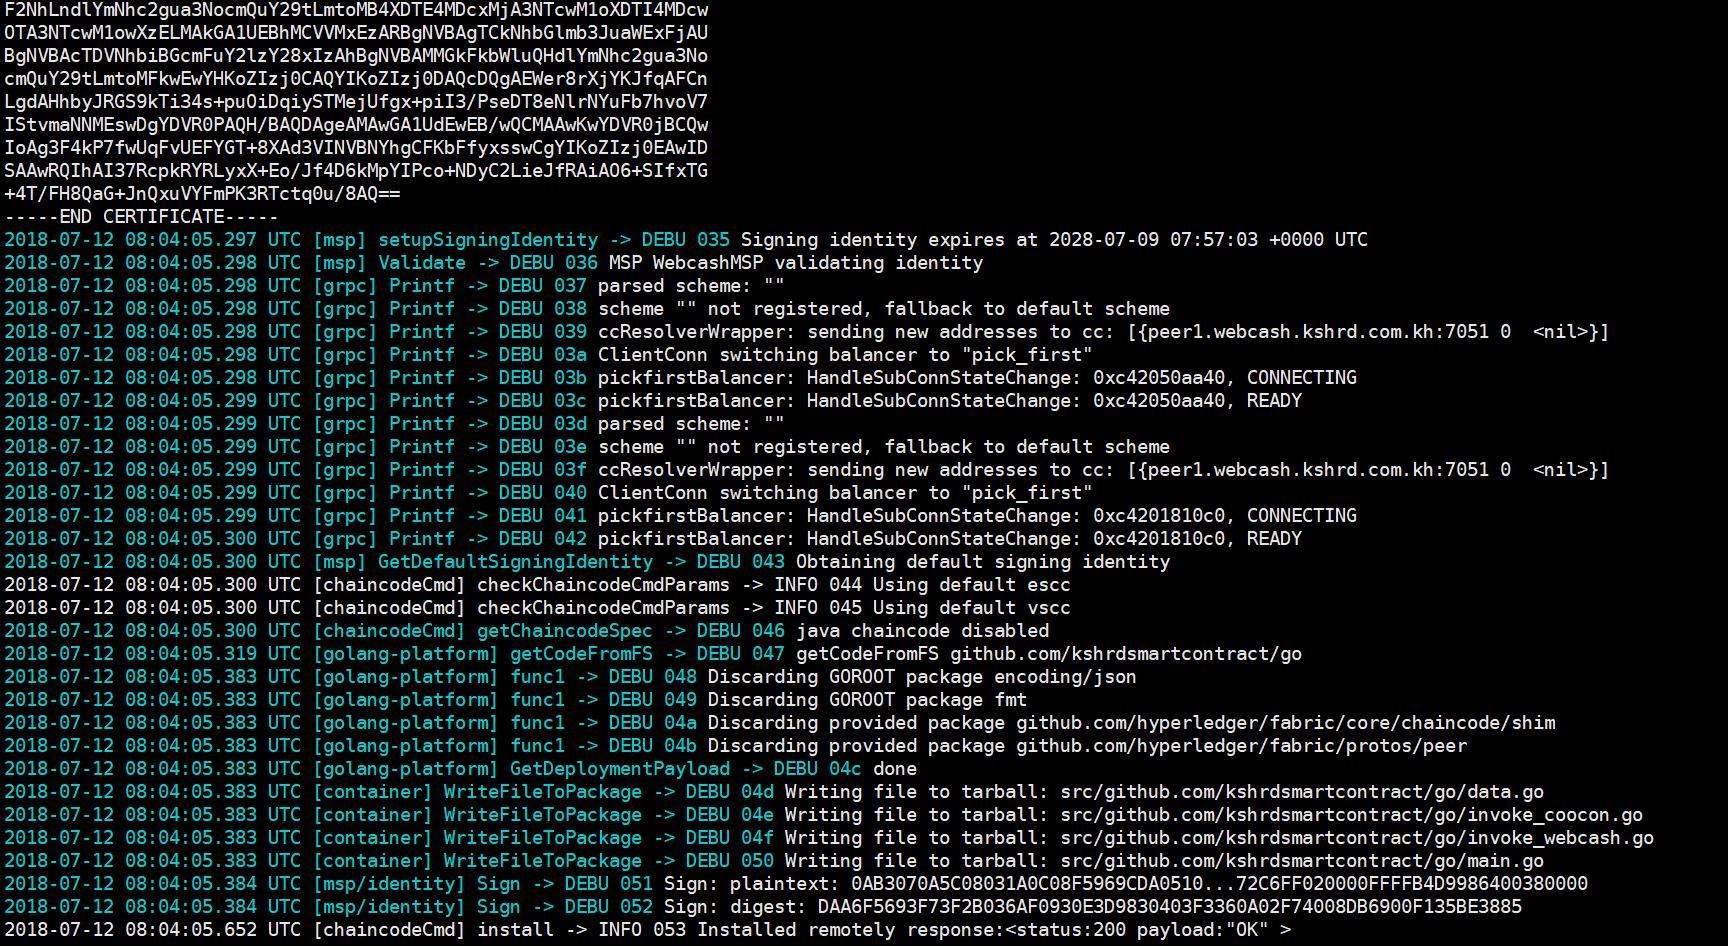 F2NhLndlYmNhc2gua3NocmQuY29tLmtoMB4XDTE4MDcxMjA3NTcwM1oXDTI4MDcw
OTA3NTcwM1owXzELMAkGA1UEBhMCVVMxEzARBgNVBAgTCkNhbGlmb3JuaWExFjAU
BgNVBAcTDVNhbiBGcmFuY2lzY28xIzAhBgNVBAMMGkFkbWluQHdlYmNhc2gua3No
cmQuY29tLmtoMFkwEwYHKoZIzj0CAQYIKoZIzj0DAQcDQgAEWer8rXjYKJfqAFCn
LgdAHhbyJRGS9kTi34s+puOiDqiySTMejUfgx+piI3/PseDT8eNlrNYuFb7hvoV7
IStvmaNNMEswDgYDVR0PAQH/BAQDAgeAMAwGA1UdEwEB/wQCMAAwKwYDVR0jBCQw
IoAg3F4kP7fwUqFvUEFYGT+8XAd3VINVBNYhgCFKbFfyxsswCgYIKoZIzj0EAwID
SAAwRQIhAI37RcpkRYRLyxX+Eo/Jf4D6kMpYIPco+NDyC2LieJfRAiAO6+SIfxTG
+4T/FH8QaG+JnQxuVYFmPK3RTctq0u/8AQ==
-----END CERTIFICATE-----
2018-07-12 08:04:05.297 UTC [msp] setupSigningIdentity -> DEBU 035 Signing identity expires at 2028-07-09 07:57:03 +0000 UTC
2018-07-12 08:04:05.298 UTC [msp] Validate -> DEBU 036 MSP WebcashMSP validating identity
2018-07-12 08:04:05.298 UTC [grpc] Printf -> DEBU 037 parsed scheme: ""
2018-07-12 08:04:05.298 UTC [grpc] Printf -> DEBU 038 scheme "" not registered, fallback to default scheme
2018-07-12 08:04:05.298 UTC [grpc] Printf -> DEBU 039 ccResolverWrapper: sending new addresses to cc: [{peer1.webcash.kshrd.com.kh:7051 0  <nil>}]
2018-07-12 08:04:05.298 UTC [grpc] Printf -> DEBU 03a ClientConn switching balancer to "pick_first"
2018-07-12 08:04:05.298 UTC [grpc] Printf -> DEBU 03b pickfirstBalancer: HandleSubConnStateChange: 0xc42050aa40, CONNECTING
2018-07-12 08:04:05.299 UTC [grpc] Printf -> DEBU 03c pickfirstBalancer: HandleSubConnStateChange: 0xc42050aa40, READY
2018-07-12 08:04:05.299 UTC [grpc] Printf -> DEBU 03d parsed scheme: ""
2018-07-12 08:04:05.299 UTC [grpc] Printf -> DEBU 03e scheme "" not registered, fallback to default scheme
2018-07-12 08:04:05.299 UTC [grpc] Printf -> DEBU 03f ccResolverWrapper: sending new addresses to cc: [{peer1.webcash.kshrd.com.kh:7051 0  <nil>}]
2018-07-12 08:04:05.299 UTC [grpc] Printf -> DEBU 040 ClientConn switching balancer to "pick_first"
2018-07-12 08:04:05.299 UTC [grpc] Printf -> DEBU 041 pickfirstBalancer: HandleSubConnStateChange: 0xc4201810c0, CONNECTING
2018-07-12 08:04:05.300 UTC [grpc] Printf -> DEBU 042 pickfirstBalancer: HandleSubConnStateChange: 0xc4201810c0, READY
2018-07-12 08:04:05.300 UTC [msp] GetDefaultSigningIdentity -> DEBU 043 Obtaining default signing identity
2018-07-12 08:04:05.300 UTC [chaincodeCmd] checkChaincodeCmdParams -> INFO 044 Using default escc
2018-07-12 08:04:05.300 UTC [chaincodeCmd] checkChaincodeCmdParams -> INFO 045 Using default vscc
2018-07-12 08:04:05.300 UTC [chaincodeCmd] getChaincodeSpec -> DEBU 046 java chaincode disabled
2018-07-12 08:04:05.319 UTC [golang-platform] getCodeFromFS -> DEBU 047 getCodeFromFS github.com/kshrdsmartcontract/go
2018-07-12 08:04:05.383 UTC [golang-platform] func1 -> DEBU 048 Discarding GOROOT package encoding/json
2018-07-12 08:04:05.383 UTC [golang-platform] func1 -> DEBU 049 Discarding GOROOT package fmt
2018-07-12 08:04:05.383 UTC [golang-platform] func1 -> DEBU 04a Discarding provided package github.com/hyperledger/fabric/core/chaincode/shim
2018-07-12 08:04:05.383 UTC [golang-platform] func1 -> DEBU 04b Discarding provided package github.com/hyperledger/fabric/protos/peer
2018-07-12 08:04:05.383 UTC [golang-platform] GetDeploymentPayload -> DEBU 04c done
2018-07-12 08:04:05.383 UTC [container] WriteFileToPackage -> DEBU 04d Writing file to tarball: src/github.com/kshrdsmartcontract/go/data.go
2018-07-12 08:04:05.383 UTC [container] WriteFileToPackage -> DEBU 04e Writing file to tarball: src/github.com/kshrdsmartcontract/go/invoke_coocon.go
2018-07-12 08:04:05.383 UTC [container] WriteFileToPackage -> DEBU 04f Writing file to tarball: src/github.com/kshrdsmartcontract/go/invoke_webcash.go
2018-07-12 08:04:05.383 UTC [container] WriteFileToPackage -> DEBU 050 Writing file to tarball: src/github.com/kshrdsmartcontract/go/main.go
2018-07-12 08:04:05.384 UTC [msp/identity] Sign -> DEBU 051 Sign: plaintext: 0AB3070A5C08031A0C08F5969CDA0510...72C6FF020000FFFFB4D9986400380000
2018-07-12 08:04:05.384 UTC [msp/identity] Sign -> DEBU 052 Sign: digest: DAA6F5693F73F2B036AF0930E3D9830403F3360A02F74008DB6900F135BE3885
2018-07-12 08:04:05.652 UTC [chaincodeCmd] install -> INFO 053 Installed remotely response:<status:200 payload:"OK" >